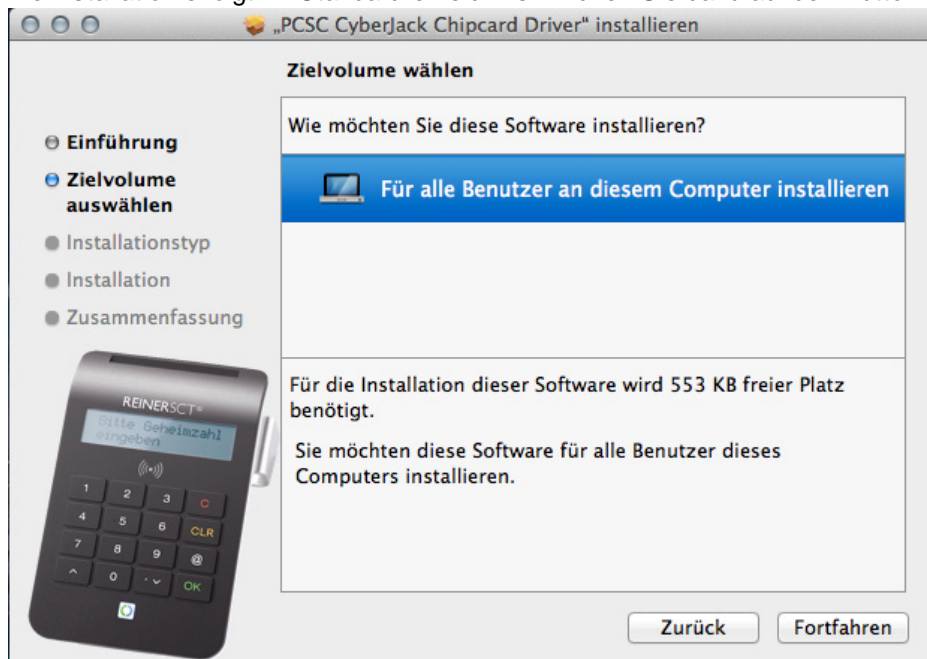 „PCSC CyberJack Chipcard Driver" installieren
Zielvolume wählen
Einführung
Zielvolume
auswählen
Installationstyp
Installation
Zusammenfassung
Wie möchten Sie diese Software installieren?
Für alle Benutzer an diesem Computer installieren
Für die Installation dieser Software wird 553 KB freier Platz
benötigt.
Sie möchten diese Software für alle Benutzer dieses
Computers installieren.
REINERSCT®
Bitte Geheimzahl
eingeben
1 2 3 C
4 5 6 CLR
7 8 9 @
0 OK
Zurück Fortfahren